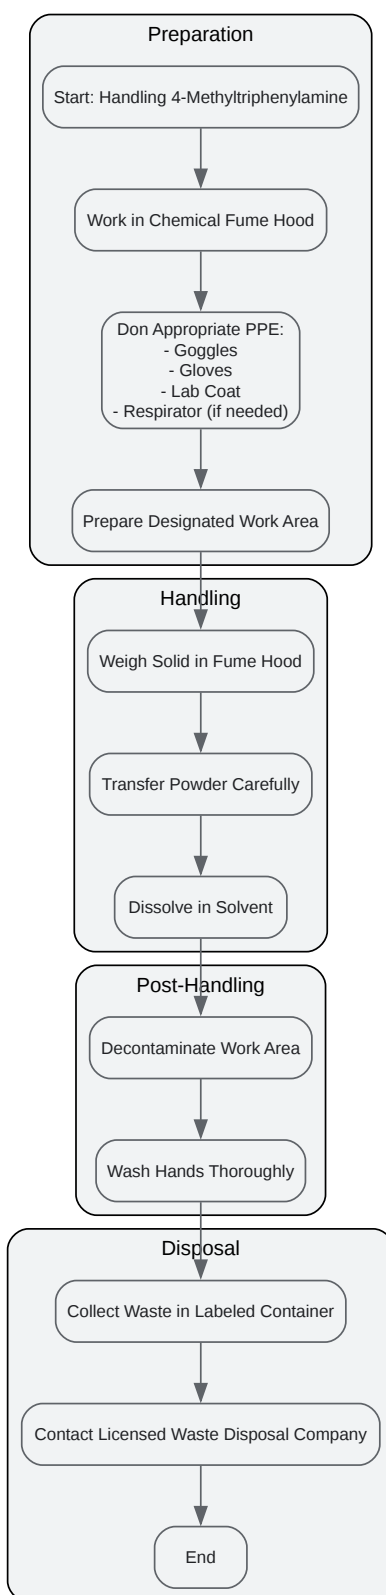 Preparation
Start: Handling 4-Methyltriphenylamine
Work in Chemical Fume Hood
Don Appropriate PPE:
- Goggles
- Gloves
- Lab Coat
- Respirator (if needed)
Prepare Designated Work Area
Handling
Weigh Solid in Fume Hood
Transfer Powder Carefully
Dissolve in Solvent
Post-Handling
Decontaminate Work Area
Wash Hands Thoroughly
Disposal
Collect Waste in Labeled Container
Contact Licensed Waste Disposal Company
End